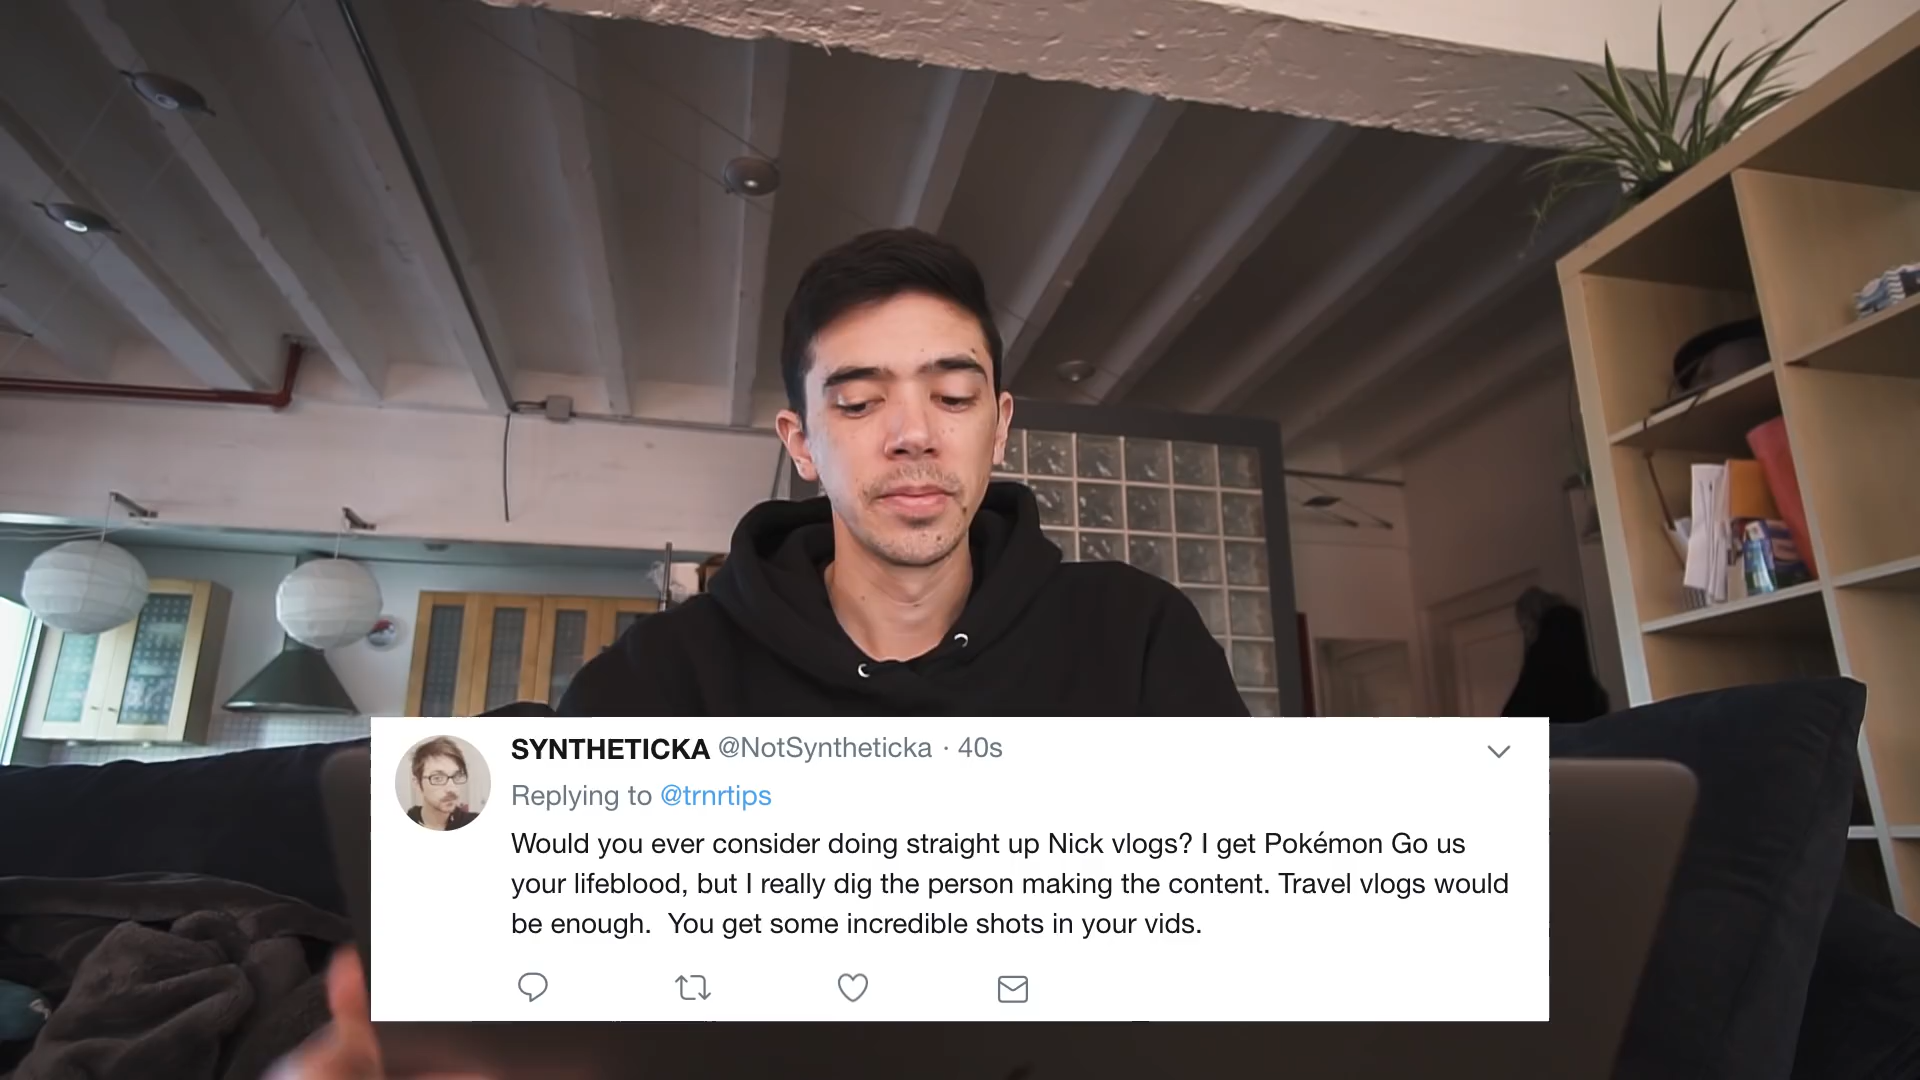 SYNTHETICKA @NotSyntheticka · 40s
Replying to @trnrtips
Would you ever consider doing straight up Nick vlogs? I get Pokémon Go us
your lifeblood, but I really dig the person making the content. Travel vlogs would
be enough.  You get some incredible shots in your vids.